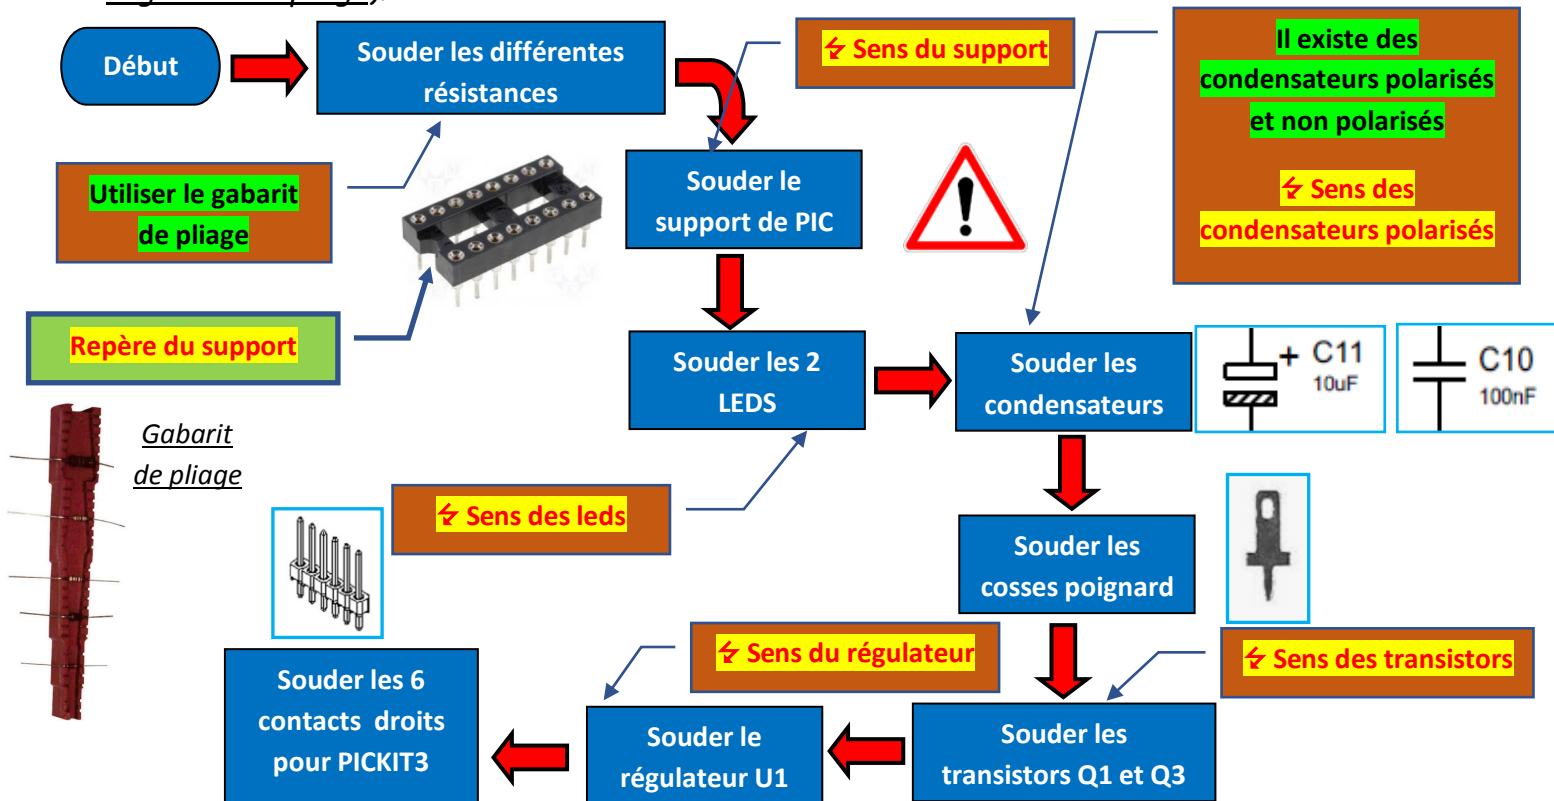 Début
Souder les différentes
résistances
Sens du support
Il existe des
condensateurs polarisés
et non polarisés
Sens des
condensateurs polarisés
Utiliser le gabarit
de pliage
Souder le
support de PIC
Repère du support
Souder les 2
LEDS
Souder les
condensateurs
+ C11
10uF
C10
100nF
Gabarit
de pliage
Sens des leds
Souder les
cosses poignard
Sens du régulateur
Sens des transistors
Souder les 6
contacts droits
pour PICKIT3
Souder le
régulateur U1
Souder les
transistors Q1 et Q3